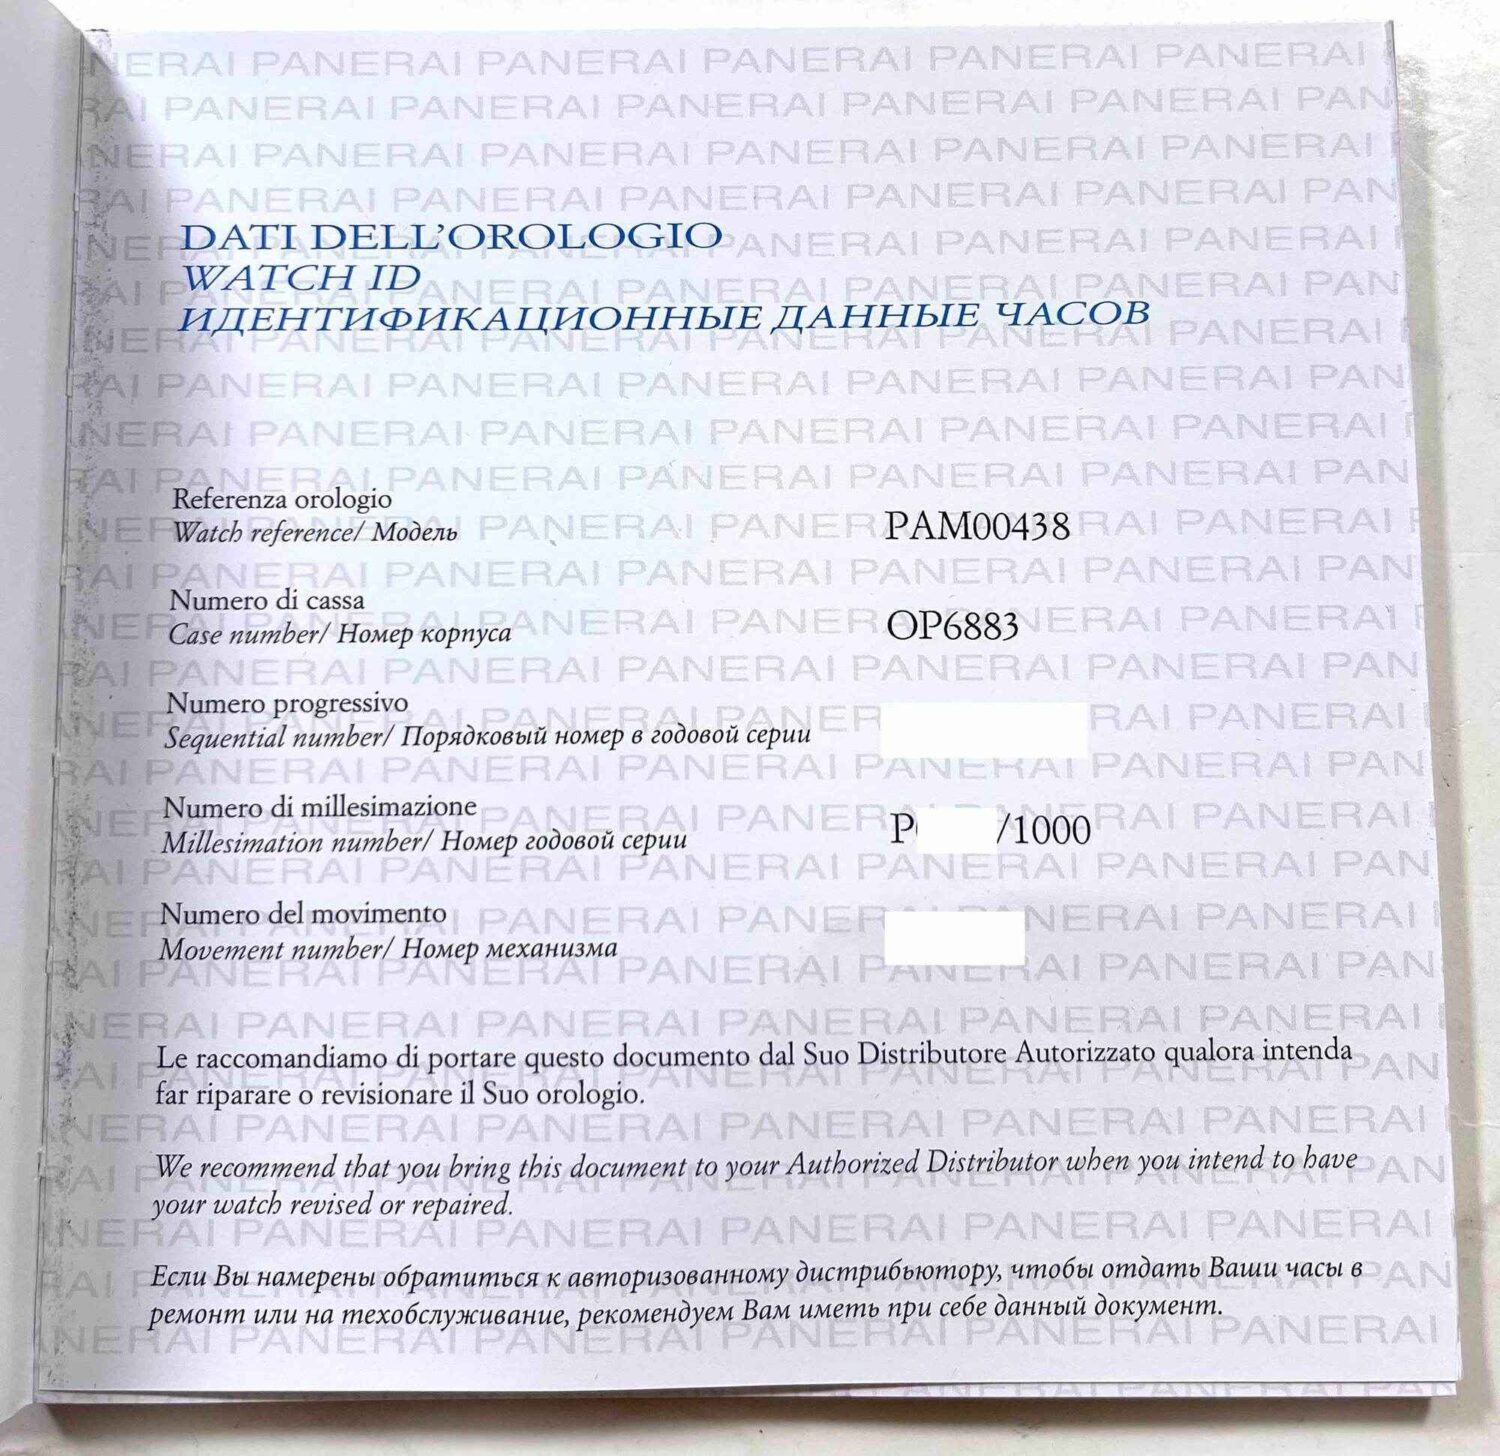 DATI DELL'OROLOGIO
WATCH ID
ИДЕНТИФИКАЦИОННЫЕ ДАННЫЕ ЧАСОВ
Referenza orologio
Watch reference/ Модель
PAM00438
Numero di cassa
Case number/ Номер корпуса
OP6883
Numero progressivo
Sequential number/ Порядковый номер в годовой серии
Numero di millesimazione
Millesimation number/ Номер годовой серии
P /1000
Numero del movimento
Movement number/ Номер механизма
Le raccomandiamo di portare questo documento dal Suo Distributore Autorizzato qualora intenda
far riparare o revisionare il Suo orologio.
We recommend that you bring this document to your Authorized Distributor when you intend to have
your watch revised or repaired.
Если Вы намерены обратиться к авторизованному дистрибьютору, чтобы отдать Ваши часы в
ремонт или на техобслуживание, рекомендуем Вам иметь при себе данный документ.